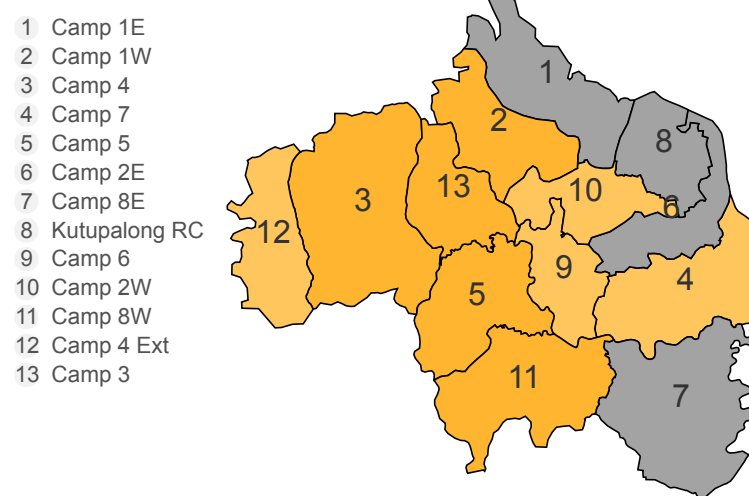 1 Camp 1E
2 Camp 1W
3 Camp 4
4 Camp 7
5 Camp 5
6 Camp 2E
7 Camp 8E
8 Kutupalong RC
9 Camp 6
10 Camp 2W
11 Camp 8W
12 Camp 4 Ext
13 Camp 3
1
2
8
13
10
3
6
12
9
4
5
11
7